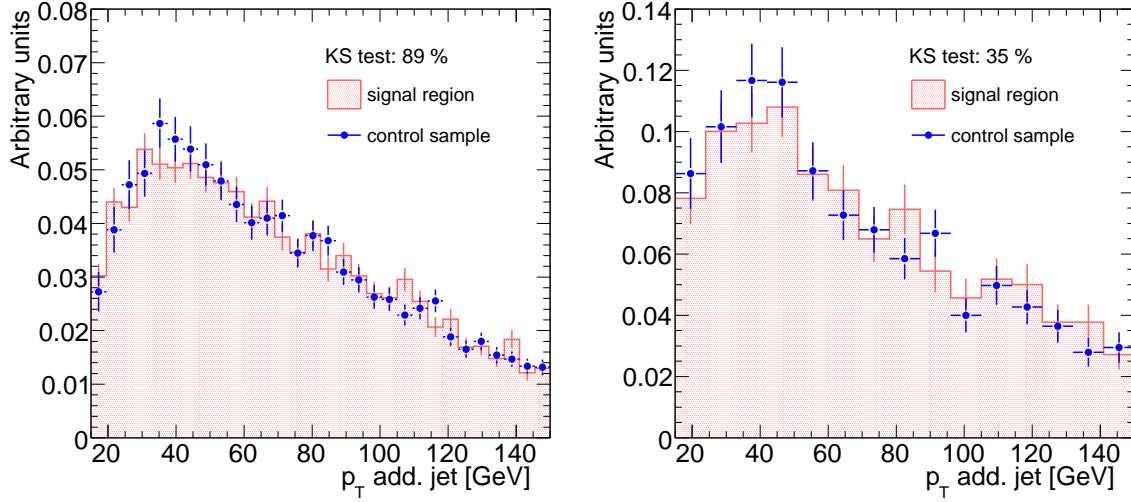 Arbitrary units
0.08
0.07
0.06
0.05
0.04
0.03
0.02
0.01
0
KS test: 89 %
signal region
control sample
20 40 60 80 100 120 140
p_T add. jet [GeV]
Arbitrary units
0.14
0.12
0.1
0.08
0.06
0.04
0.02
0
KS test: 35 %
signal region
control sample
20 40 60 80 100 120 140
p_T add. jet [GeV]